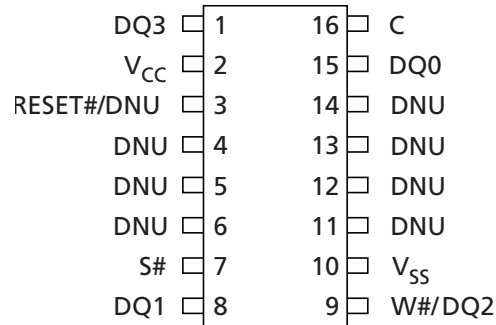 DQ3 1 16 C
VCC 2 15 DQ0
RESET#/DNU 3 14 DNU
DNU 4 13 DNU
DNU 5 12 DNU
DNU 6 11 DNU
S# 7 10 VSS
DQ1 8 9 W#/DQ2